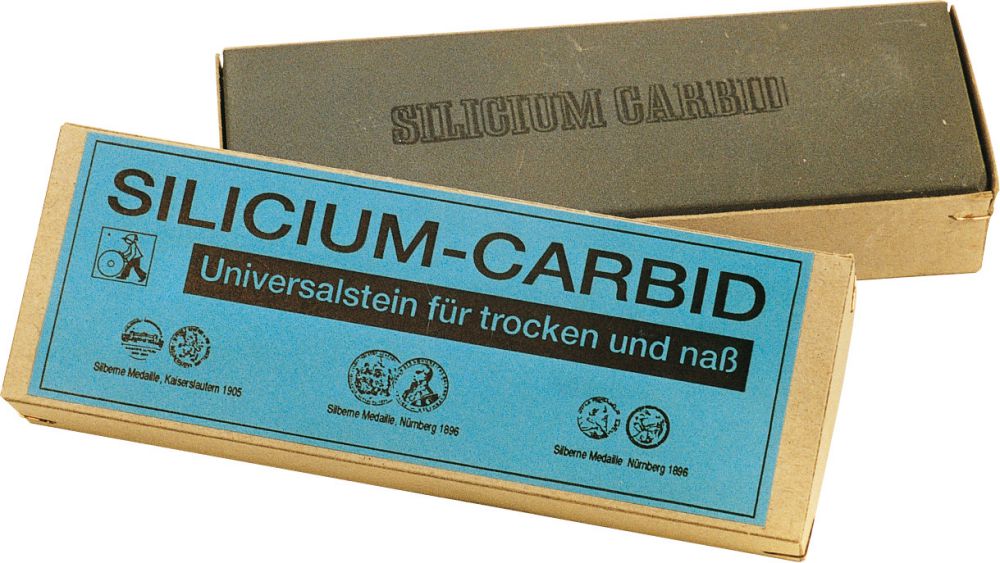 SILICIUM CARBID
SILICIUM-CARBID
Universalstein für trocken und naß
Silberne Medaille, Kaiserslautern 1905
Silberne Medaille, Nürnberg 1896
Silberne Medaille Nürnberg 1896